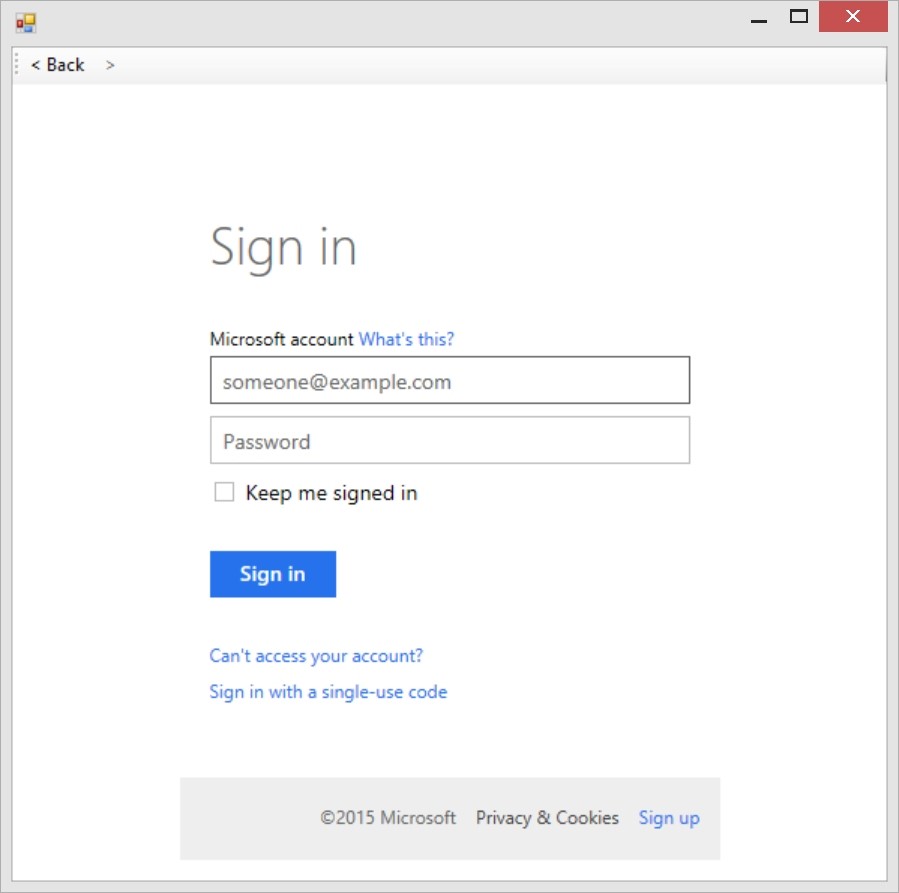 < Back >
Sign in
Microsoft account What's this?
someone@example.com
Password
Keep me signed in
Sign in
Can't access your account?
Sign in with a single-use code
©2015 Microsoft Privacy & Cookies Sign up